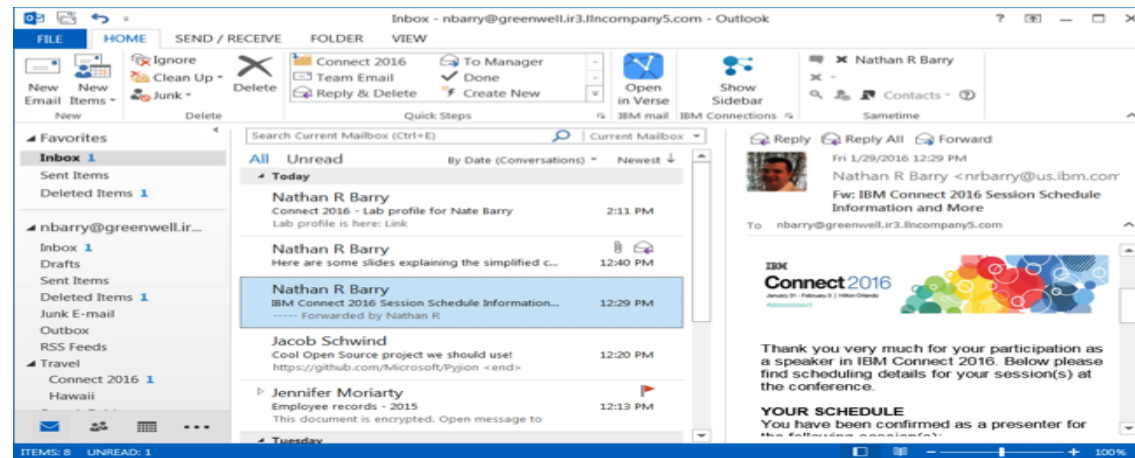 Inbox - nbarry@greenwell.ir3.llncompany5.com - Outlook
FILE HOME SEND / RECEIVE FOLDER VIEW
New Email
New Items
New
Ignore
Clean Up
Junk
Delete
Delete
Connect 2016
Team Email
Reply & Delete
To Manager
Done
Create New
Quick Steps
Open in Verse
IBM mail
Show Sidebar
IBM Connections
Nathan R Barry
Contacts
Sametime
Favorites
Inbox 1
Sent Items
Deleted Items 1
nbarry@greenwell.ir...
Inbox 1
Drafts
Sent Items
Deleted Items 1
Junk E-mail
Outbox
RSS Feeds
Travel
Connect 2016 1
Hawaii
Search Current Mailbox (Ctrl+E) Current Mailbox
All Unread By Date (Conversations) Newest ↓
Today
Nathan R Barry
Connect 2016 - Lab profile for Nate Barry 2:11 PM
Lab profile is here: Link
Nathan R Barry
Here are some slides explaining the simplified c... 12:40 PM
Nathan R Barry
IBM Connect 2016 Session Schedule Information... 12:29 PM
----- Forwarded by Nathan R
Jacob Schwind
Cool Open Source project we should use! 12:20 PM
https://github.com/Microsoft/Pyjion <end>
Jennifer Moriarty
Employee records - 2015 12:13 PM
This document is encrypted. Open message to
Tuesday
Reply Reply All Forward
Fri 1/29/2016 12:29 PM
Nathan R Barry <nrbarry@us.ibm.com
Fw: IBM Connect 2016 Session Schedule
Information and More
To nbarry@greenwell.ir3.llncompany5.com
IBM
Connect 2016
January 31 - February 3 | Hilton Orlando
Thank you very much for your participation as
a speaker in IBM Connect 2016. Below please
find scheduling details for your session(s) at
the conference.
YOUR SCHEDULE
You have been confirmed as a presenter for
the following session(s):
ITEMS: 8 UNREAD: 1
100%